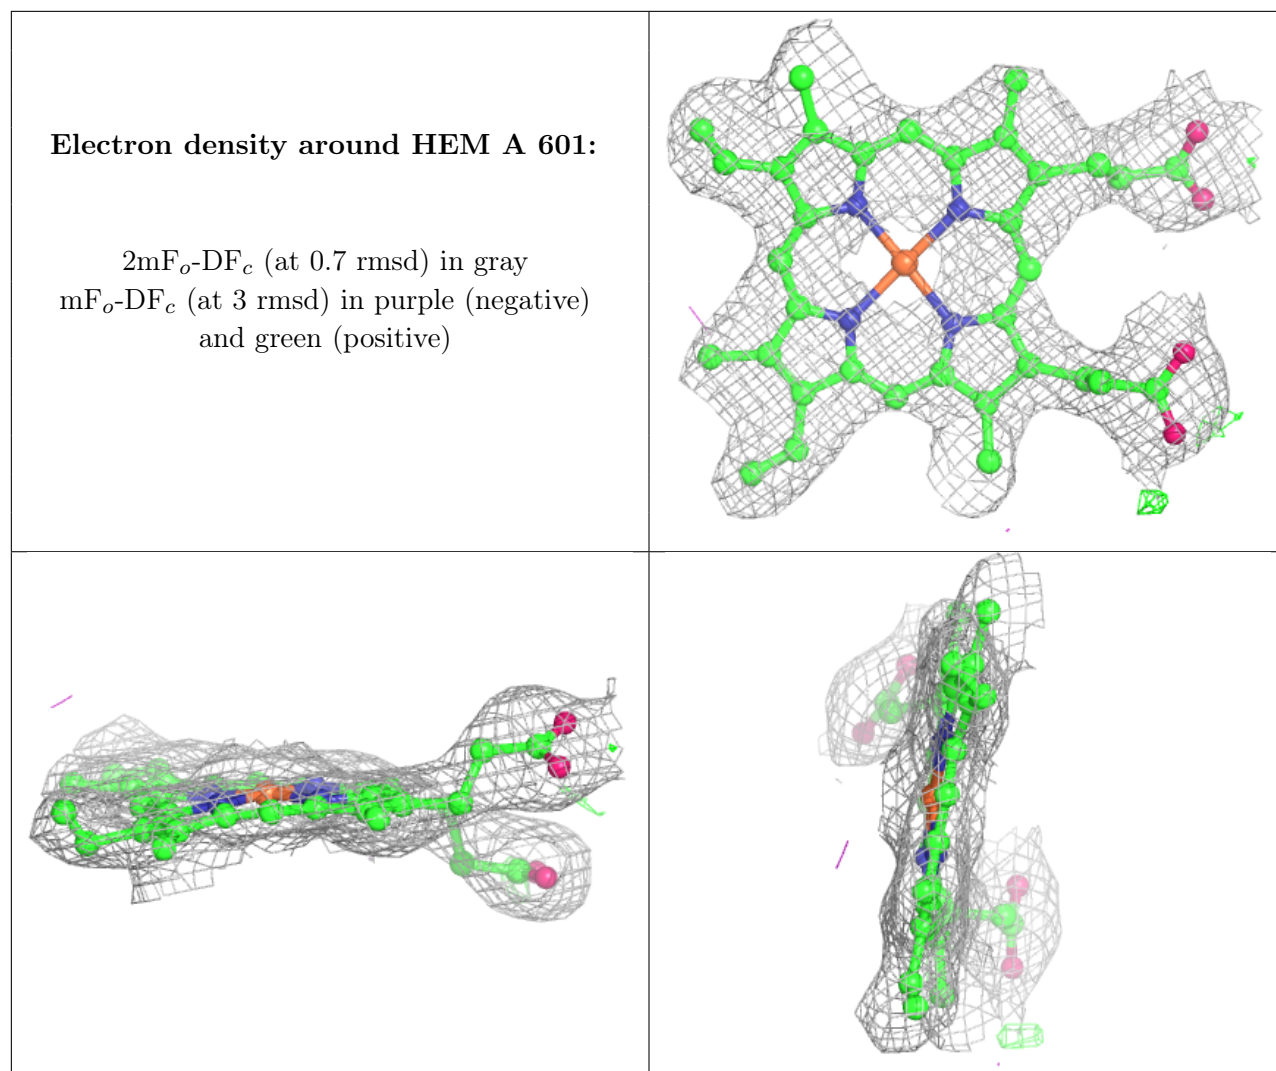 Electron density around HEM A 601:
2mFo-DFc (at 0.7 rmsd) in gray
mFo-DFc (at 3 rmsd) in purple (negative)
and green (positive)